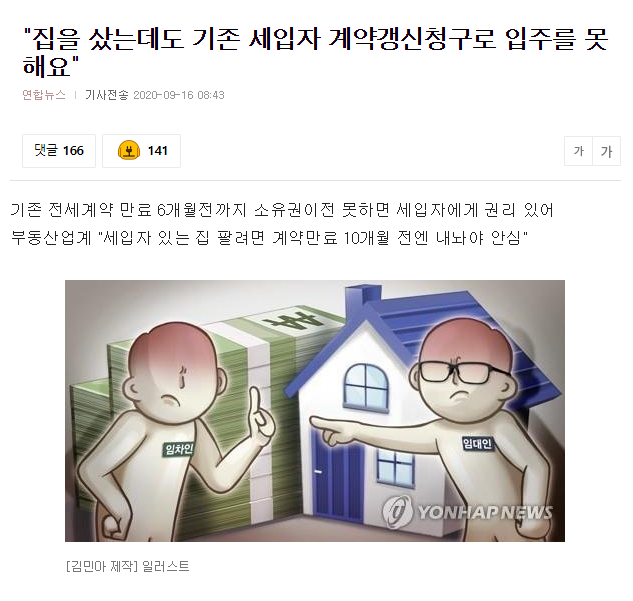 "집을 샀는데도 기존 세입자 계약갱신청구로 입주를 못
해요"
연합뉴스 | 기사전송 2020-09-16 08:43
댓글 166
141
가 가
기존 전세계약 만료 6개월전까지 소유권이전 못하면 세입자에게 권리 있어
부동산업계 "세입자 있는 집 팔려면 계약만료 10개월 전엔 내놔야 안심"
임차인
임대인
YONHAP NEWS
[김민아 제작] 일러스트